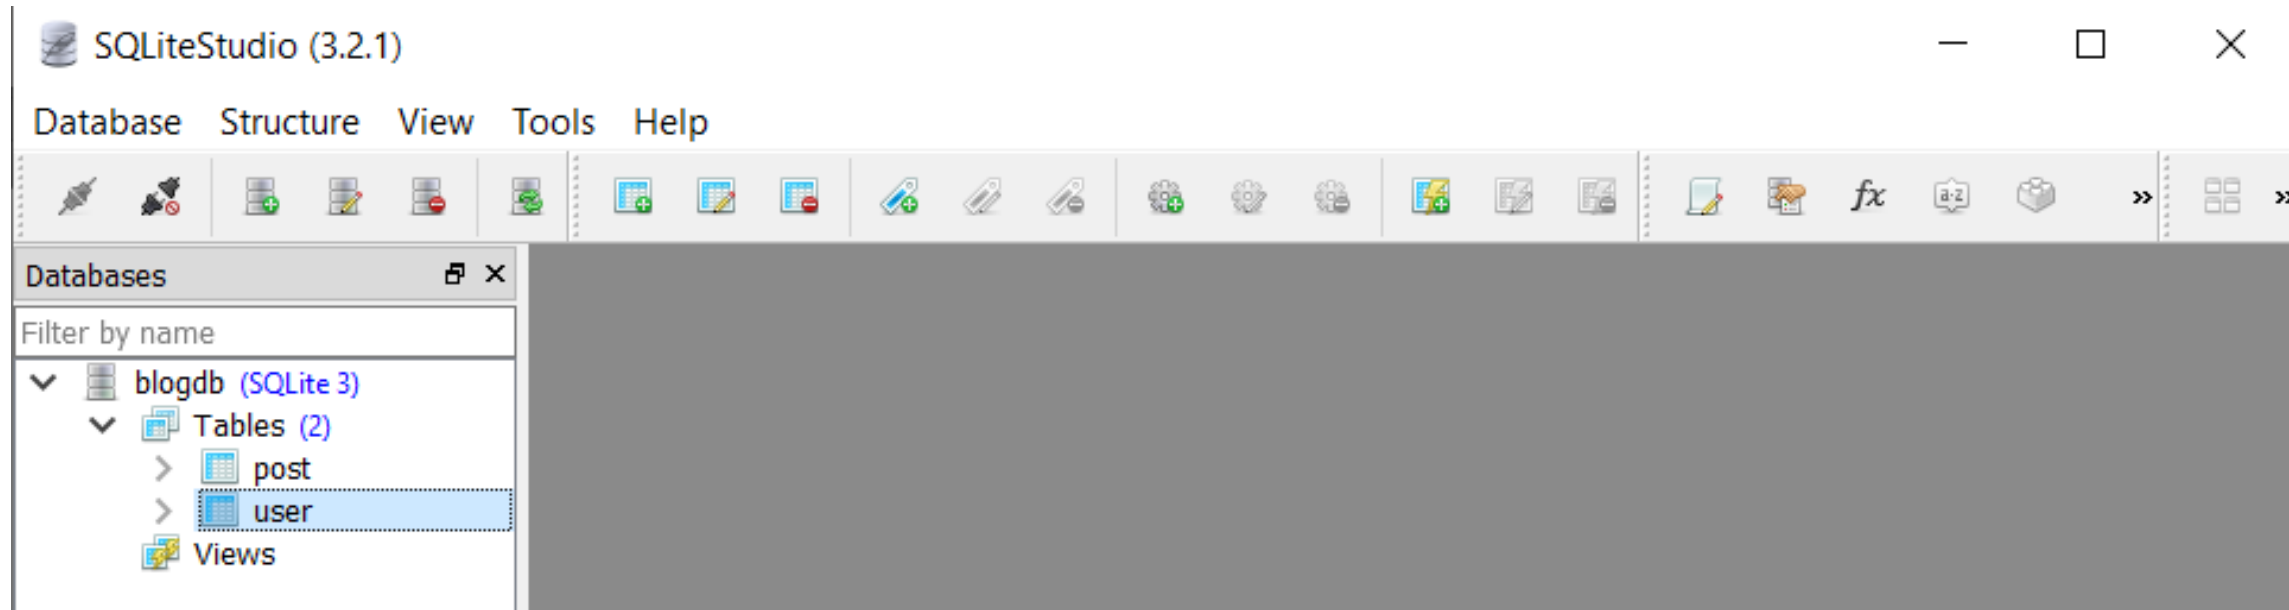 SQLiteStudio (3.2.1)
Database Structure View Tools Help
fx a-z
Databases
Filter by name
blogdb (SQLite 3)
Tables (2)
post
user
Views